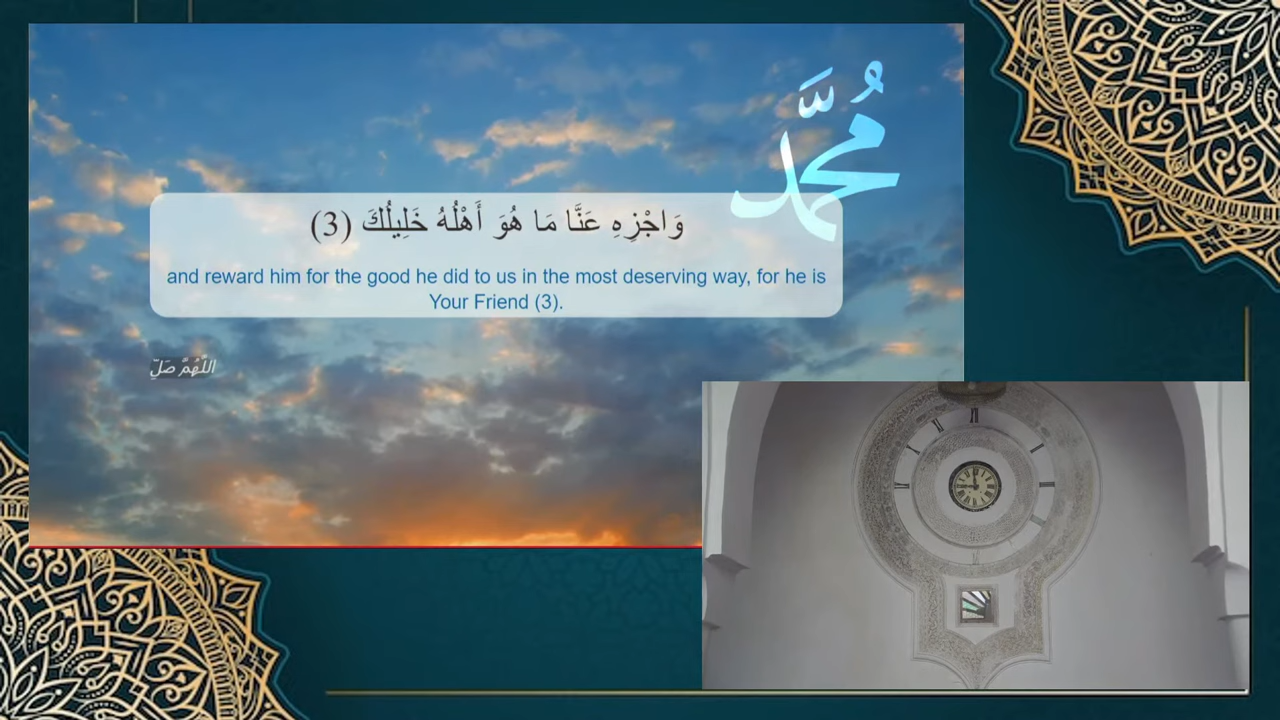 مُحَمَّد
وَاجْزِهِ عَنَّا مَا هُوَ أَهْلُهُ خَلِيلُكَ (3)
and reward him for the good he did to us in the most deserving way, for he is
Your Friend (3).
اللَّهُمَّ صَلِّ